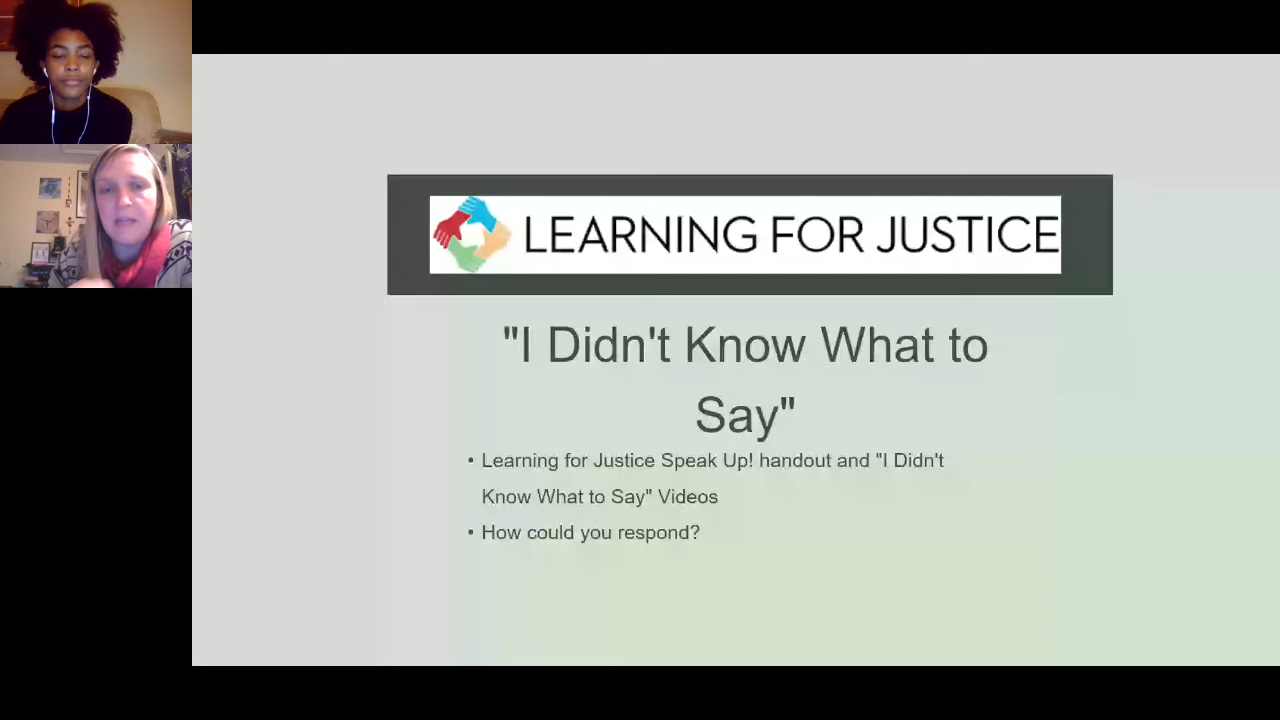 LEARNING FOR JUSTICE
"I Didn't Know What to
Say"
• Learning for Justice Speak Up! handout and "I Didn't
Know What to Say" Videos
• How could you respond?